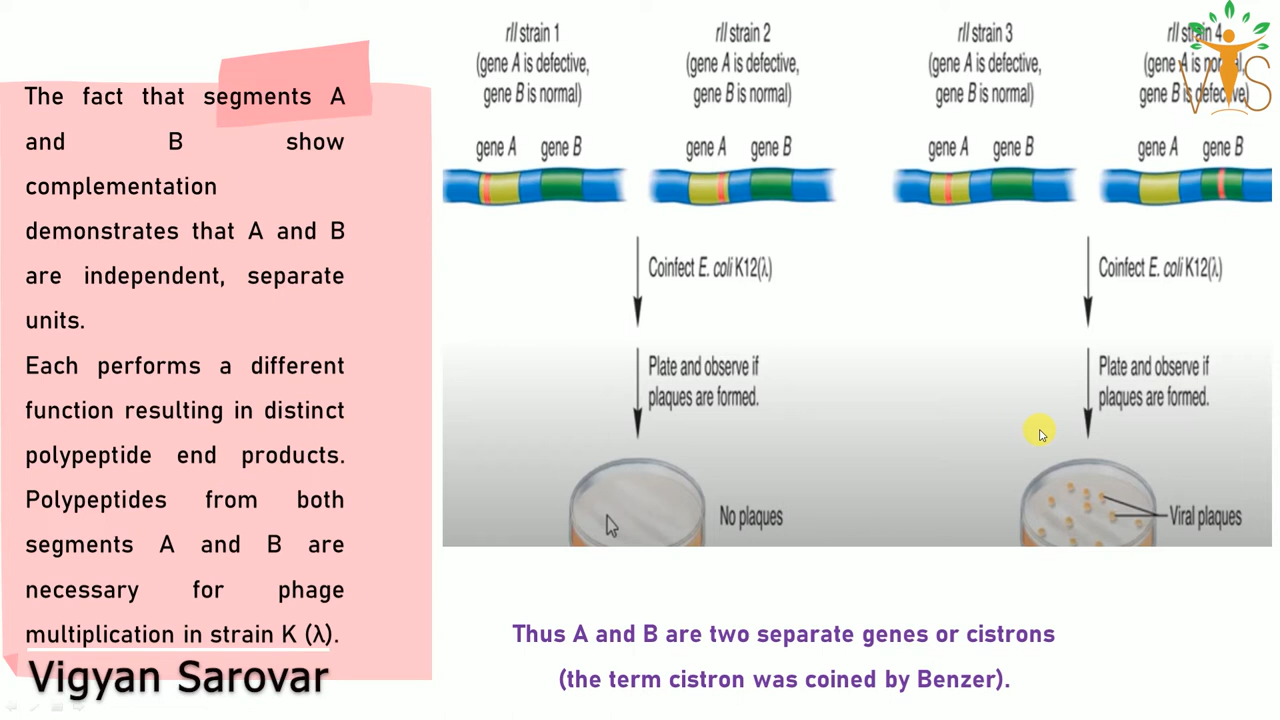 The fact that segments A
and B show
complementation
demonstrates that A and B
are independent, separate
units.
Each performs a different
function resulting in distinct
polypeptide end products.
Polypeptides from both
segments A and B are
necessary for phage
multiplication in strain K (λ).
Vigyan Sarovar
rII strain 1
(gene A is defective,
gene B is normal)
gene A gene B
rII strain 2
(gene A is defective,
gene B is normal)
gene A gene B
Coinfect E. coli K12(λ)
Plate and observe if
plaques are formed.
No plaques
rII strain 3
(gene A is defective,
gene B is normal)
gene A gene B
rII strain 4
(gene A is normal,
gene B is defective)
gene A gene B
VS
Coinfect E. coli K12(λ)
Plate and observe if
plaques are formed.
Viral plaques
Thus A and B are two separate genes or cistrons
(the term cistron was coined by Benzer).